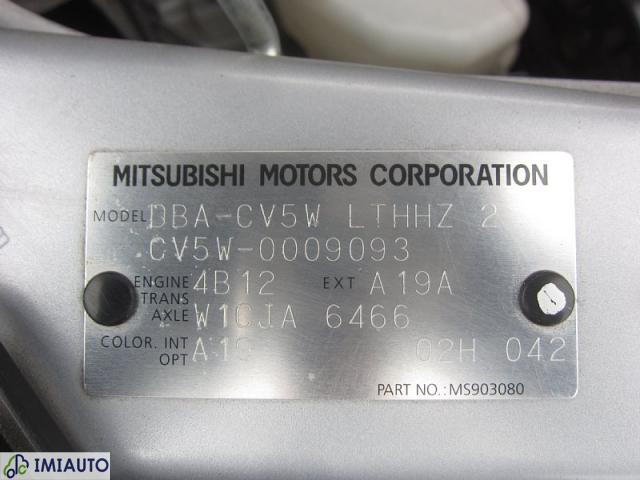 MITSUBISHI MOTORS CORPORATION
MODEL DBA-CV5W LTHHZ 2
CV5W-0009093
ENGINE 4B12 EXT A19A
TRANS
AXLE W1CJA 6466
COLOR. INT A19 02H 042
OPT
PART NO.:MS903080
IMIAUTO